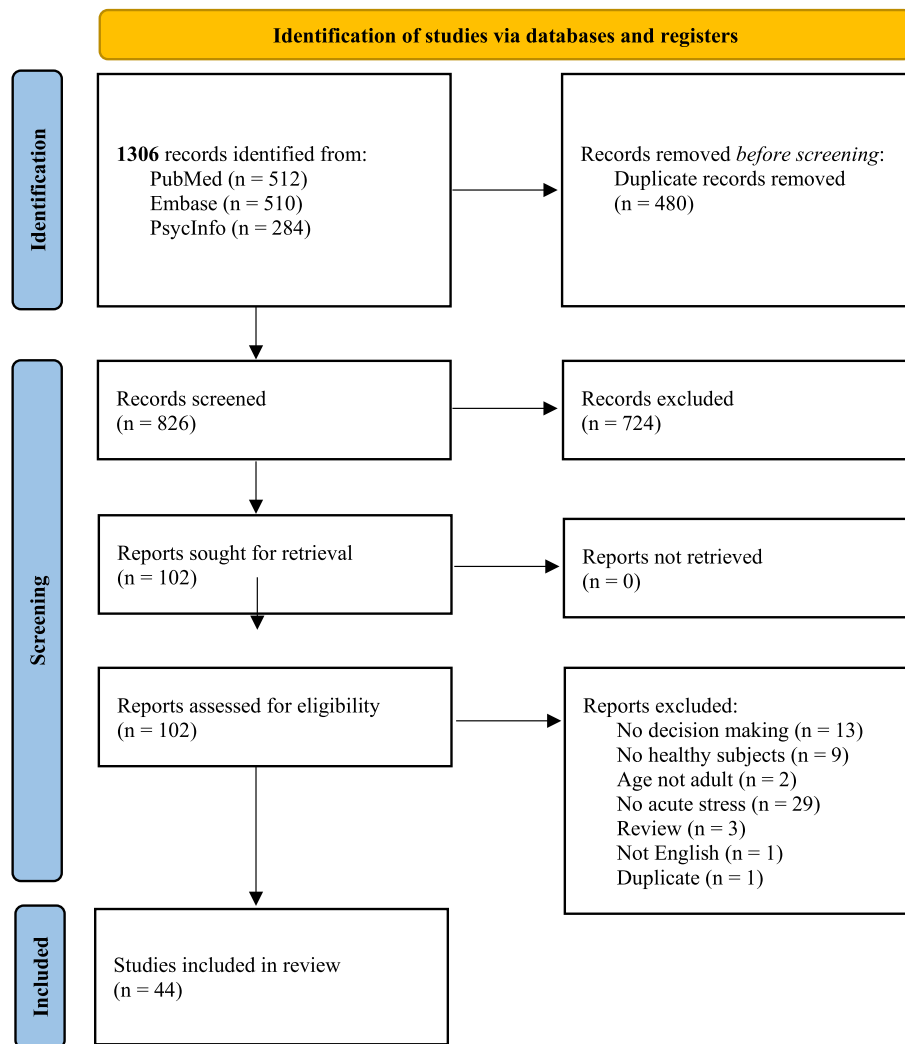 Identification of studies via databases and registers
Identification
1306 records identified from:
PubMed (n = 512)
Embase (n = 510)
PsycInfo (n = 284)
Records removed before screening:
Duplicate records removed
(n = 480)
Screening
Records screened
(n = 826)
Records excluded
(n = 724)
Reports sought for retrieval
(n = 102)
Reports not retrieved
(n = 0)
Reports assessed for eligibility
(n = 102)
Reports excluded:
No decision making (n = 13)
No healthy subjects (n = 9)
Age not adult (n = 2)
No acute stress (n = 29)
Review (n = 3)
Not English (n = 1)
Duplicate (n = 1)
Included
Studies included in review
(n = 44)